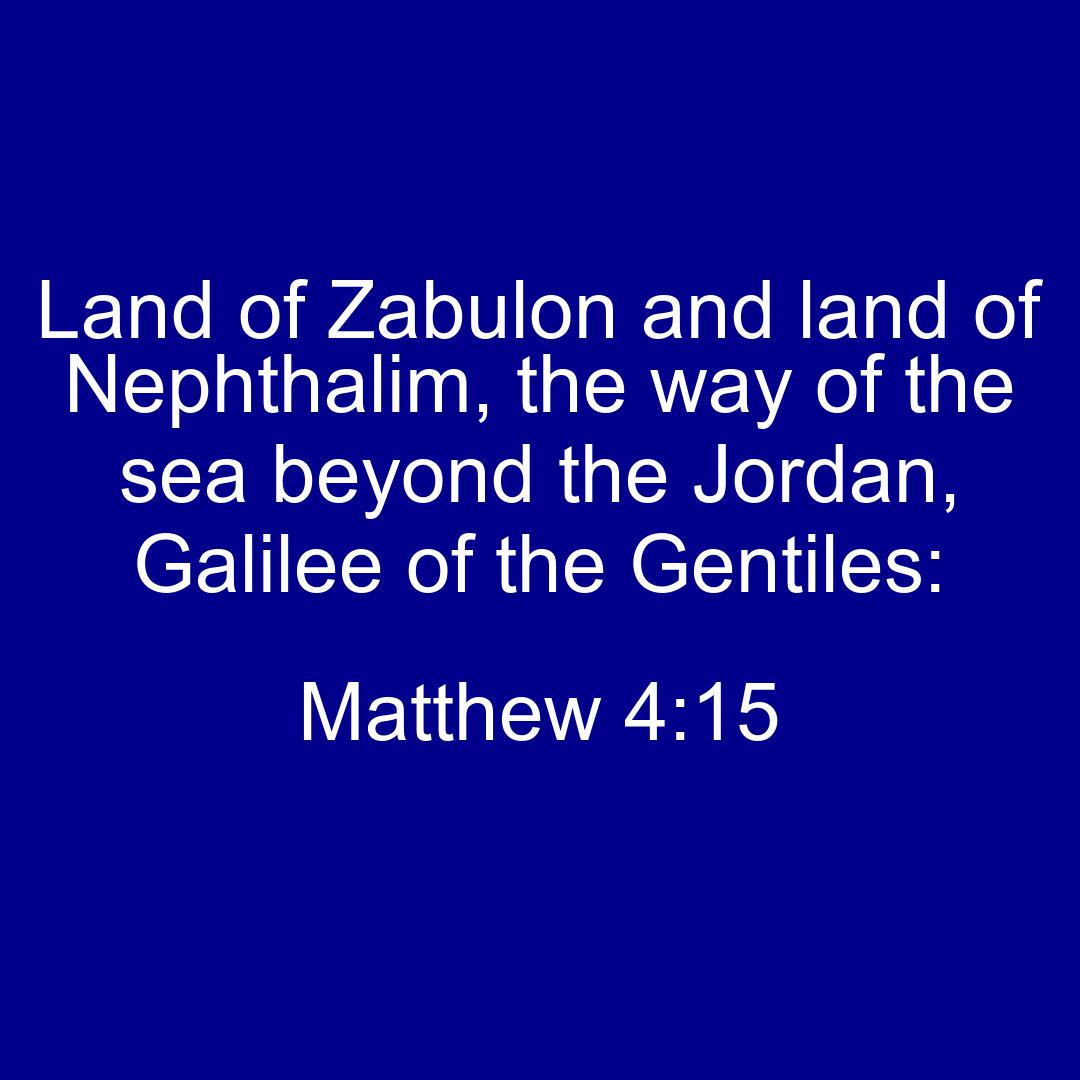 Land of Zabulon and land of
Nephthalim, the way of the
sea beyond the Jordan,
Galilee of the Gentiles:
Matthew 4:15